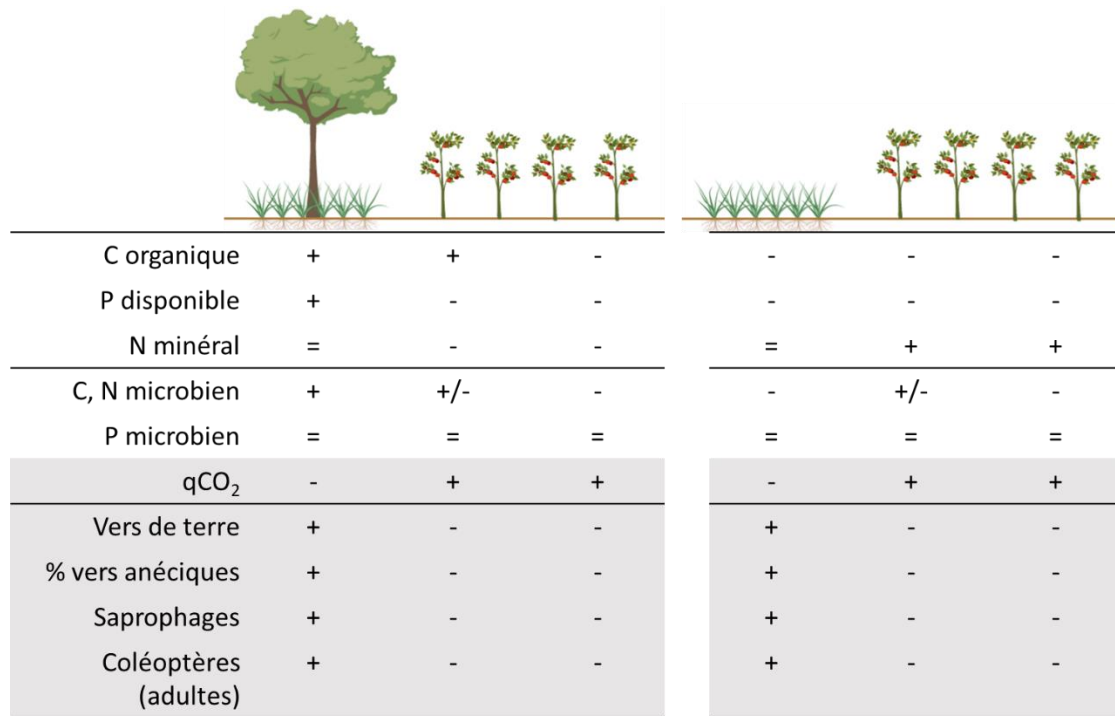 C organique + + - - - -
P disponible + - - - - -
N minéral = - - = + +
C, N microbien + +/- - - +/- -
P microbien = = = = = =
qCO₂ - + + - + +
Vers de terre + - - + - -
% vers anéciques + - - + - -
Saprophages + - - + - -
Coléoptères + - - + - -
(adultes)